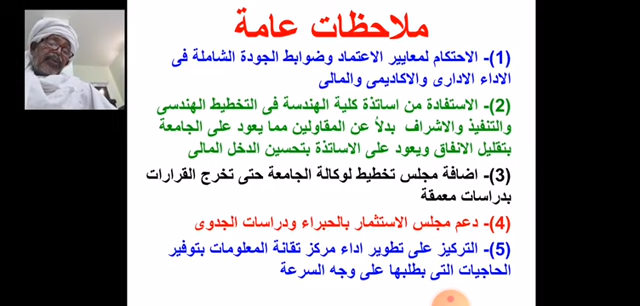 ملاحظات عامة
(1)- الاحتكام لمعايير الاعتماد وضوابط الجودة الشاملة فى
الاداء الادارى والاكاديمى والمالى
(2)- الاستفادة من اساتذة كلية الهندسة فى التخطيط الهندسى
والتنفيذ والاشراف بدلاً عن المقاولين مما يعود على الجامعة
بتقليل الانفاق ويعود على الاساتذة بتحسين الدخل المالى
(3)- اضافة مجلس تخطيط لوكالة الجامعة حتى تخرج القرارات
بدراسات معمقة
(4)- دعم مجلس الاستثمار بالخبراء ودراسات الجدوى
(5)- التركيز على تطوير اداء مركز تقانة المعلومات بتوفير
الحاجيات التى بطلبها على وجه السرعة